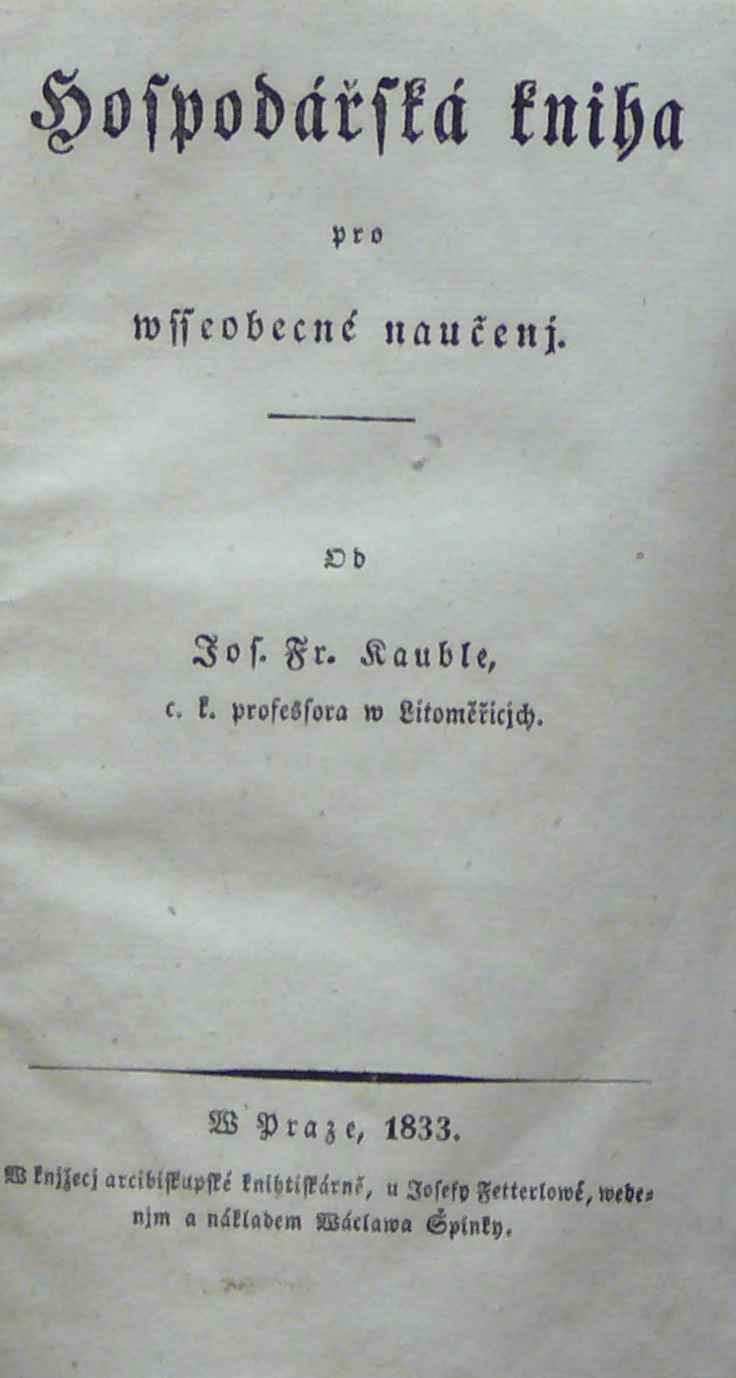 Hoſpodářſká kniha
pro
wſſeobecné naučenj.
Od
Joſ. Fr. Kauble,
c. k. profeſſora w Litoměřicjch.
W Praze, 1833.
W knjžecj arcibiſkupſké knihtiſkárně, u Joſefy Fetterlowé, wede⸗
njm a nákladem Wáclawa Špinky.